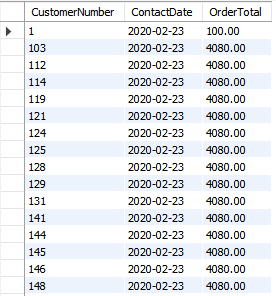 CustomerNumber ContactDate OrderTotal
1 2020-02-23 100.00
103 2020-02-23 4080.00
112 2020-02-23 4080.00
114 2020-02-23 4080.00
119 2020-02-23 4080.00
121 2020-02-23 4080.00
124 2020-02-23 4080.00
125 2020-02-23 4080.00
128 2020-02-23 4080.00
129 2020-02-23 4080.00
131 2020-02-23 4080.00
141 2020-02-23 4080.00
144 2020-02-23 4080.00
145 2020-02-23 4080.00
146 2020-02-23 4080.00
148 2020-02-23 4080.00